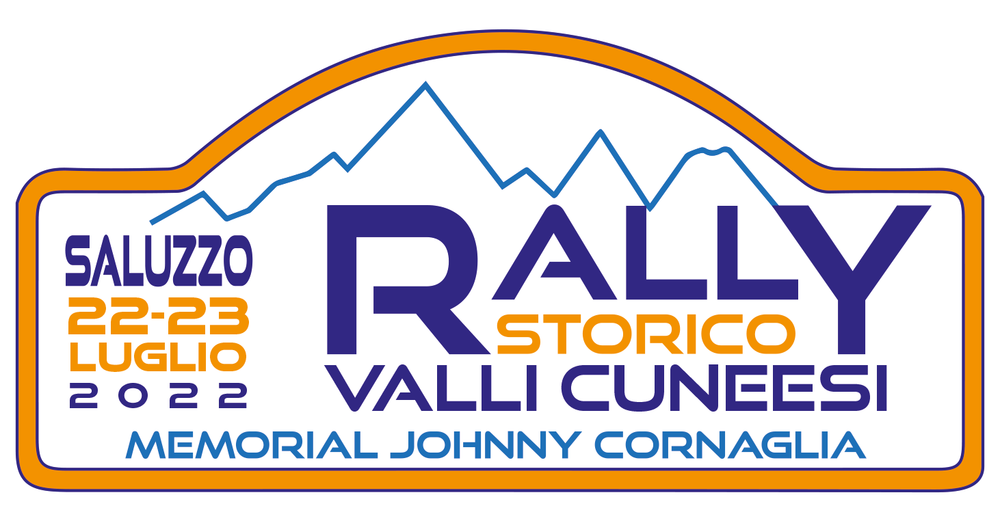 SALUZZO
22-23
LUGLIO
2022
RALLY
STORICO
VALLI CUNEESI
MEMORIAL JOHNNY CORNAGLIA